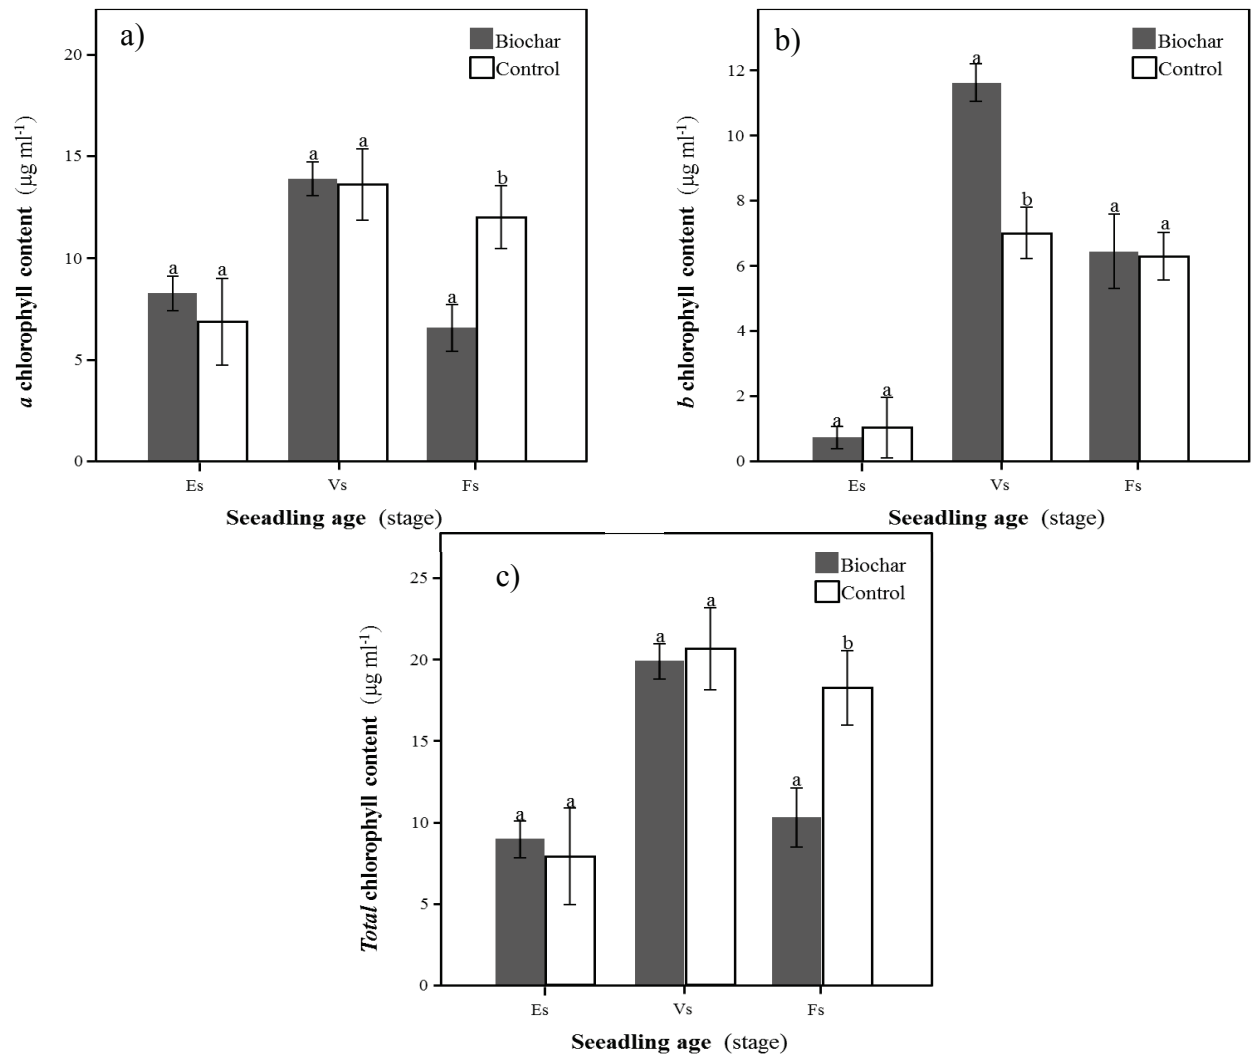 a)
Biochar
Control
20
15
10
5
0
a chlorophyll content (µg ml-1)
a
a
a
a
a
b
Es
Vs
Fs
Seeadling age (stage)
b)
Biochar
Control
12
10
8
6
4
2
0
b chlorophyll content (µg ml-1)
a
a
a
b
a
a
Es
Vs
Fs
Seeadling age (stage)
c)
Biochar
Control
25
20
15
10
5
0
Total chlorophyll content (µg ml-1)
a
a
a
a
a
b
Es
Vs
Fs
Seeadling age (stage)